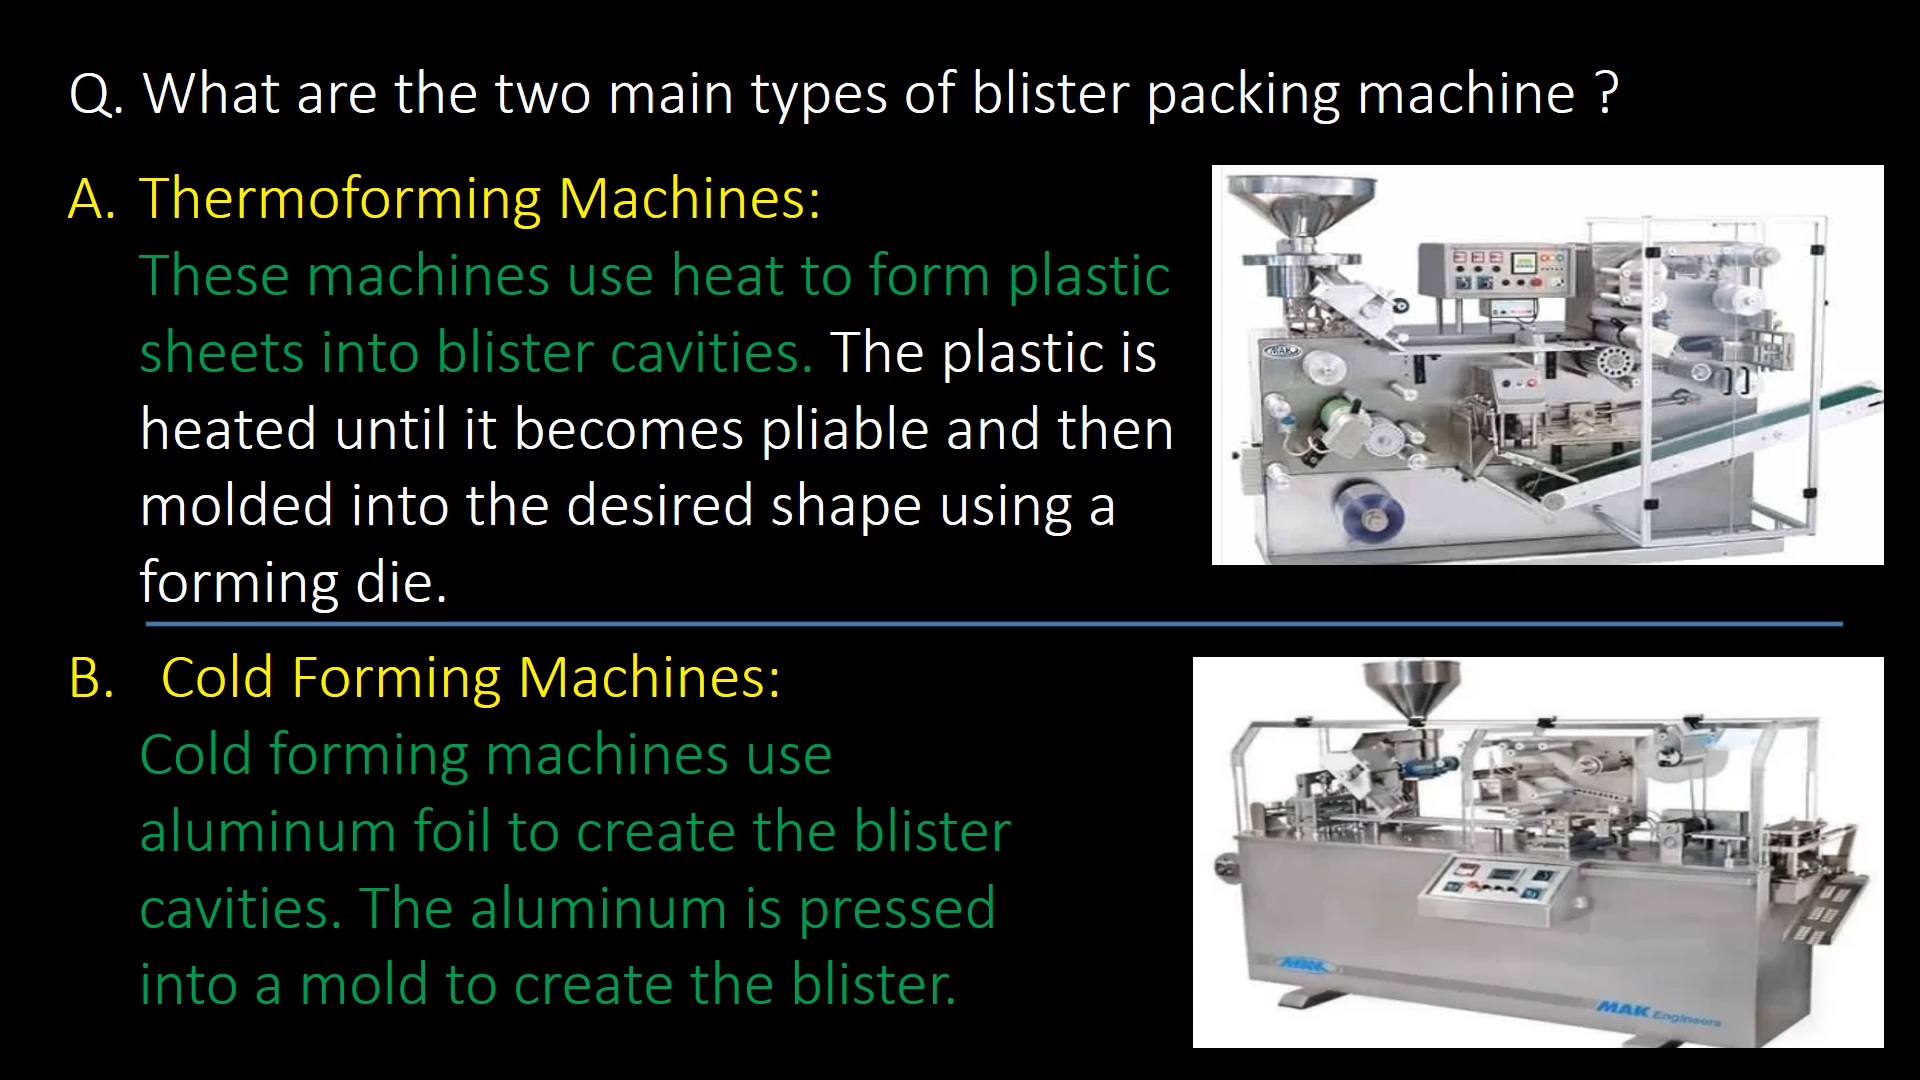 Q. What are the two main types of blister packing machine ?
A. Thermoforming Machines:
These machines use heat to form plastic
sheets into blister cavities. The plastic is
heated until it becomes pliable and then
molded into the desired shape using a
forming die.
MAK
B. Cold Forming Machines:
Cold forming machines use
aluminum foil to create the blister
cavities. The aluminum is pressed
into a mold to create the blister.
MAK
MAK Engineers